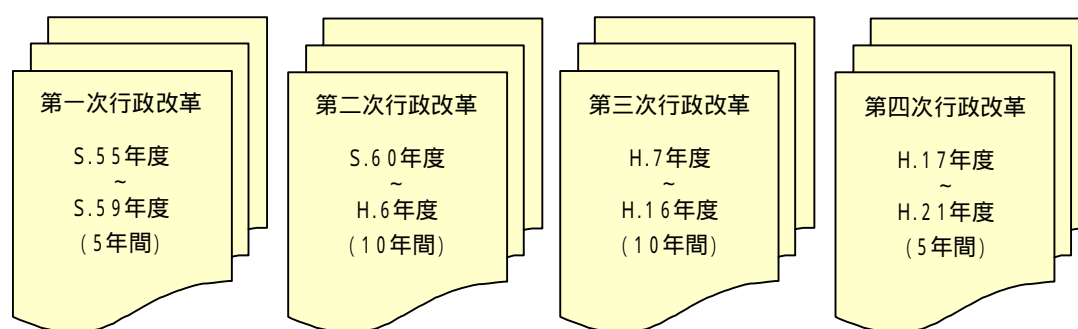 第一次行政改革
S.55年度
~
S.59年度
(5年間)
第二次行政改革
S.60年度
~
H.6年度
(10年間)
第三次行政改革
H.7年度
~
H.16年度
(10年間)
第四次行政改革
H.17年度
~
H.21年度
(5年間)